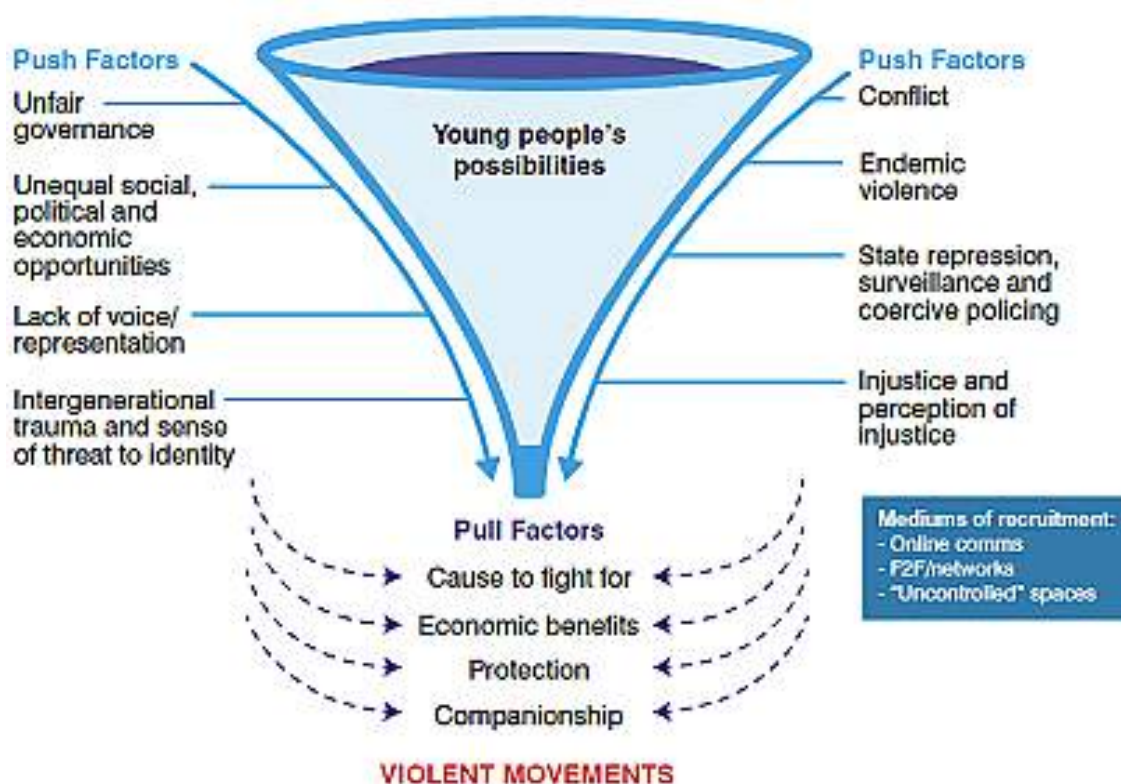 Push Factors
Unfair
governance
Unequal social,
political and
economic
opportunities
Lack of voice/
representation
Intergenerational
trauma and sense
of threat to identity
Young people's
possibilities
Push Factors
Conflict
Endemic
violence
State repression,
surveillance and
coercive policing
Injustice and
perception of
injustice
Pull Factors
Cause to fight for
Economic benefits
Protection
Companionship
Mediums of recruitment:
- Online comms
- F2F/networks
- "Uncontrolled" spaces
VIOLENT MOVEMENTS